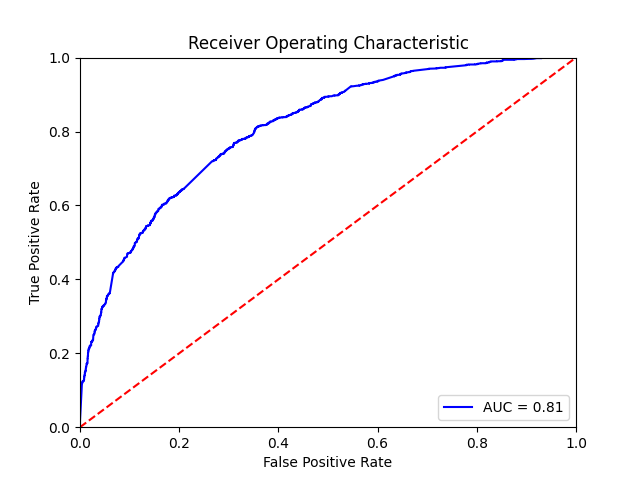 Receiver Operating Characteristic
1.0
0.8
0.6
0.4
0.2
0.0
True Positive Rate
AUC = 0.81
0.0 0.2 0.4 0.6 0.8 1.0
False Positive Rate